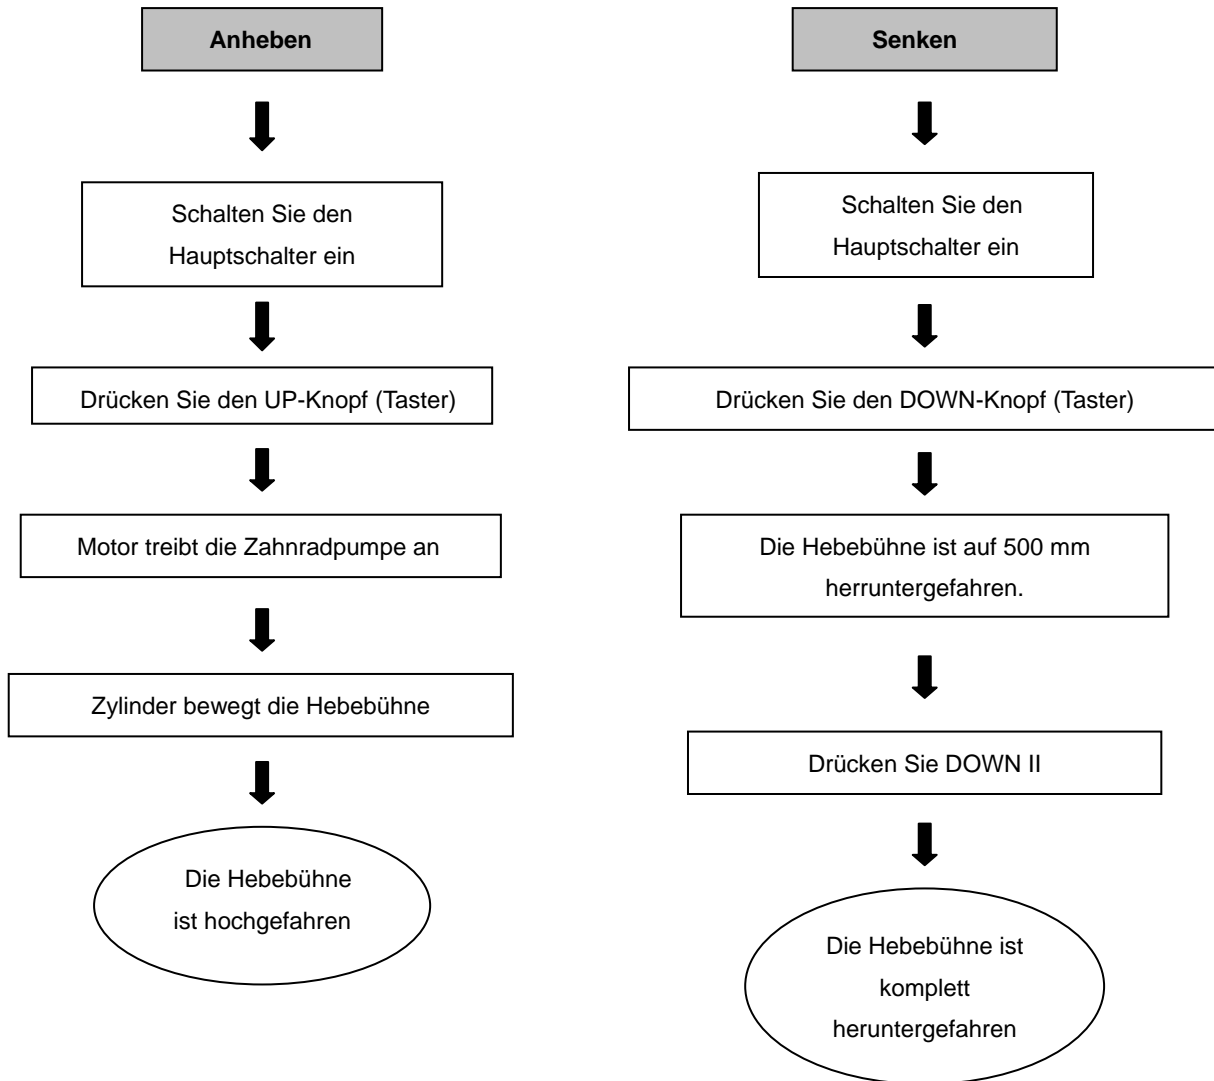 Anheben
Schalten Sie den
Hauptschalter ein
Drücken Sie den UP-Knopf (Taster)
Motor treibt die Zahnradpumpe an
Zylinder bewegt die Hebebühne
Die Hebebühne
ist hochgefahren
Senken
Schalten Sie den
Hauptschalter ein
Drücken Sie den DOWN-Knopf (Taster)
Die Hebebühne ist auf 500 mm
herruntergefahren.
Drücken Sie DOWN II
Die Hebebühne ist
komplett
heruntergefahren